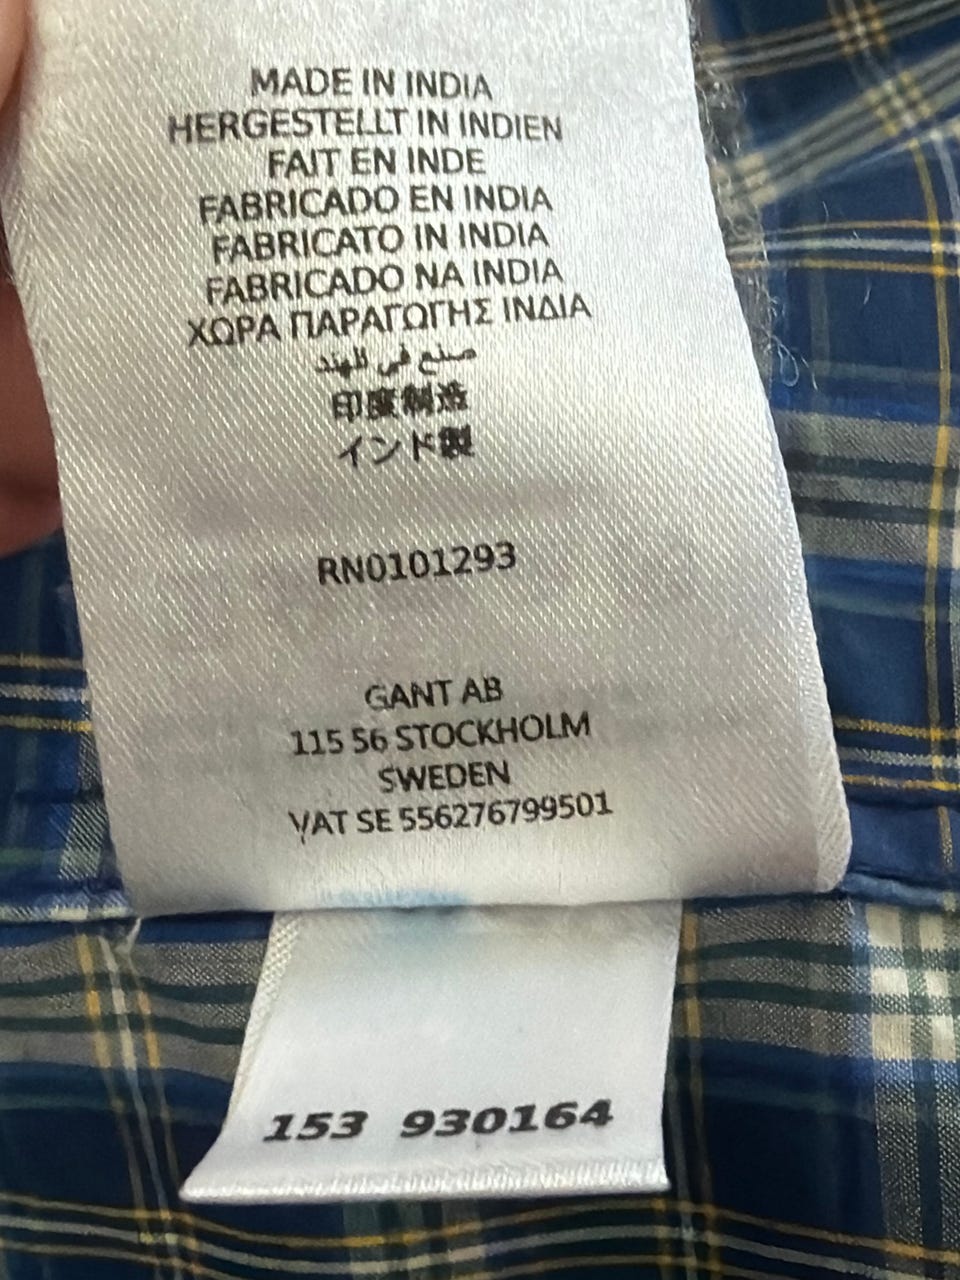 MADE IN INDIA
HERGESTELLT IN INDIEN
FAIT EN INDE
FABRICADO EN INDIA
FABRICATO IN INDIA
FABRICADO NA INDIA
ΧΩΡΑ ΠΑΡΑΓΩΓΗΣ ΙΝΔΙΑ
صنع في للهند
印度制造
インド製
RN0101293
GANT AB
115 56 STOCKHOLM
SWEDEN
VAT SE 556276799501
153 930164